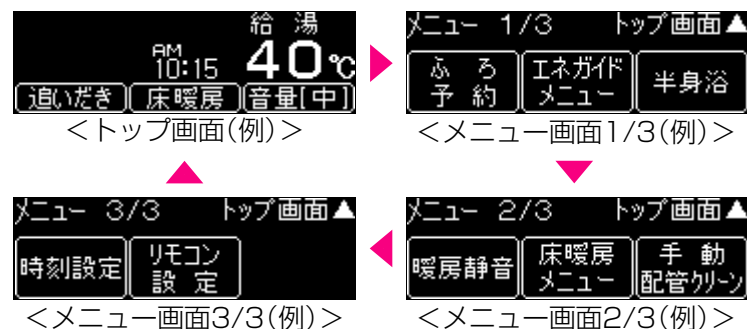 給湯
AM 10:15 40℃
追いだき 床暖房 音量[中]
＜トップ画面(例)＞
メニュー 1/3 トップ画面▲
ふろ予約 エネガイドメニュー 半身浴
＜メニュー画面1/3(例)＞
メニュー 3/3 トップ画面▲
時刻設定 リモコン設定
＜メニュー画面3/3(例)＞
メニュー 2/3 トップ画面▲
暖房静音 床暖房メニュー 手動配管クリーン
＜メニュー画面2/3(例)＞